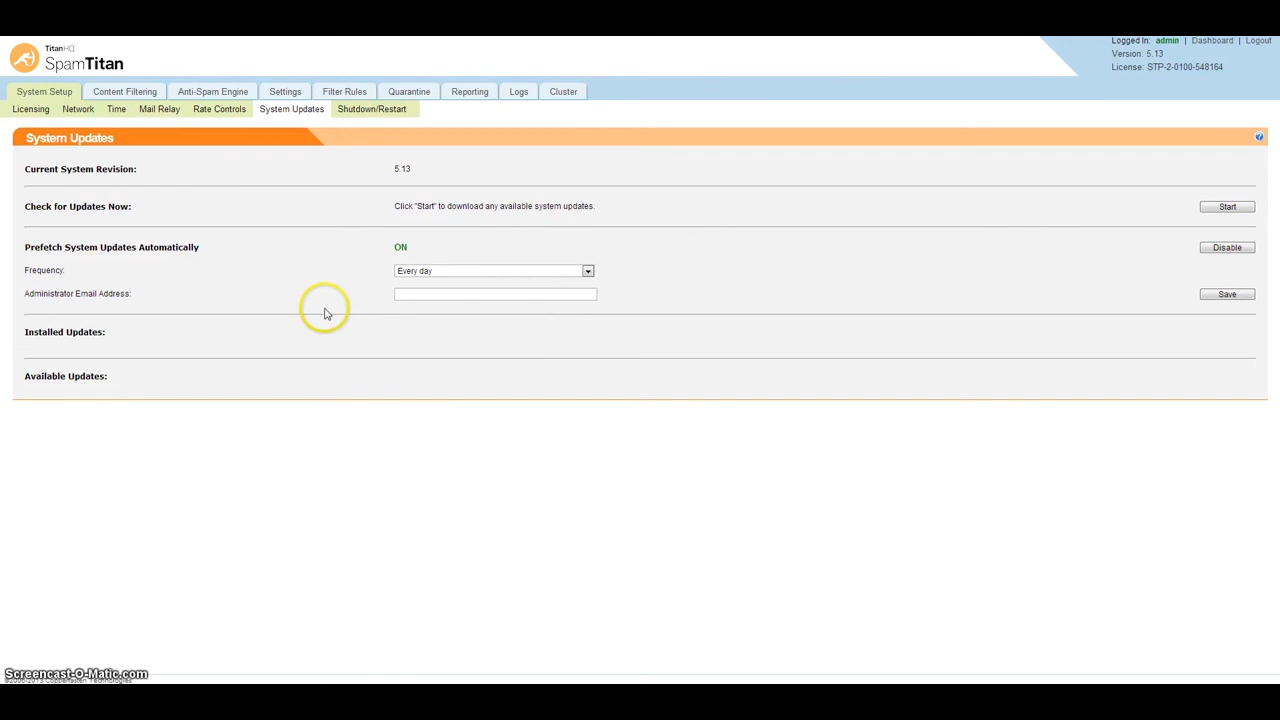 TitanHQ
SpamTitan
Logged In: admin | Dashboard | Logout
Version: 5.13
License: STP-2-0100-548164
System Setup Content Filtering Anti-Spam Engine Settings Filter Rules Quarantine Reporting Logs Cluster
Licensing Network Time Mail Relay Rate Controls System Updates Shutdown/Restart
System Updates
?
Current System Revision: 5.13
Check for Updates Now: Click "Start" to download any available system updates. Start
Prefetch System Updates Automatically ON Disable
Frequency: Every day
Administrator Email Address: Save
Installed Updates:
Available Updates:
Screencast-O-Matic.com